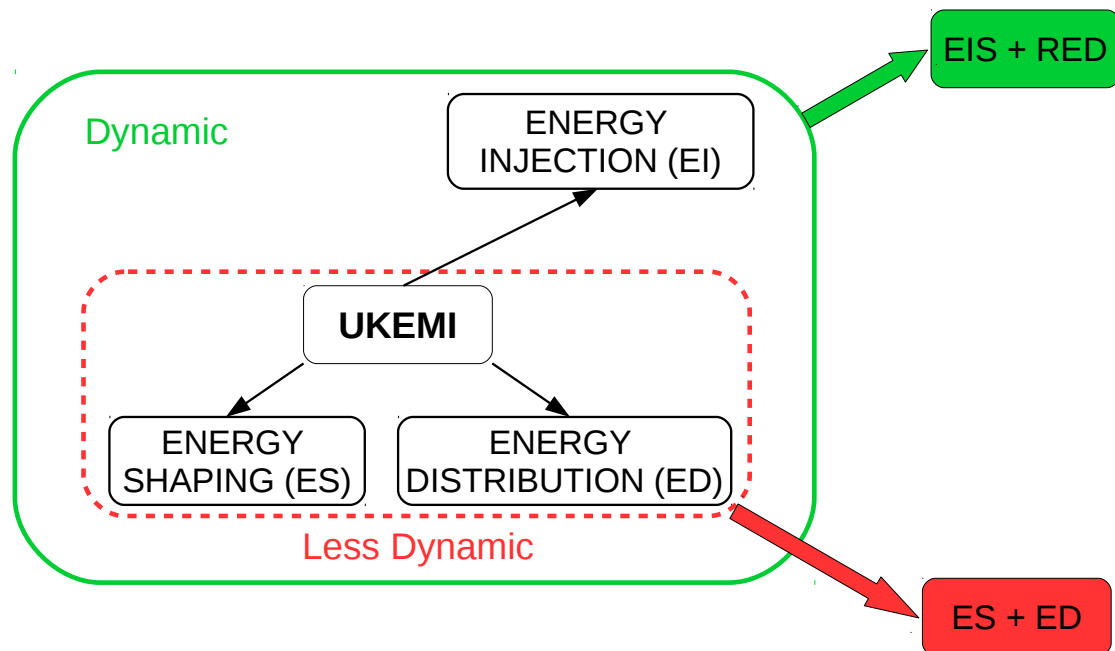 EIS + RED
Dynamic
ENERGY
INJECTION (EI)
UKEMI
ENERGY
SHAPING (ES)
ENERGY
DISTRIBUTION (ED)
Less Dynamic
ES + ED